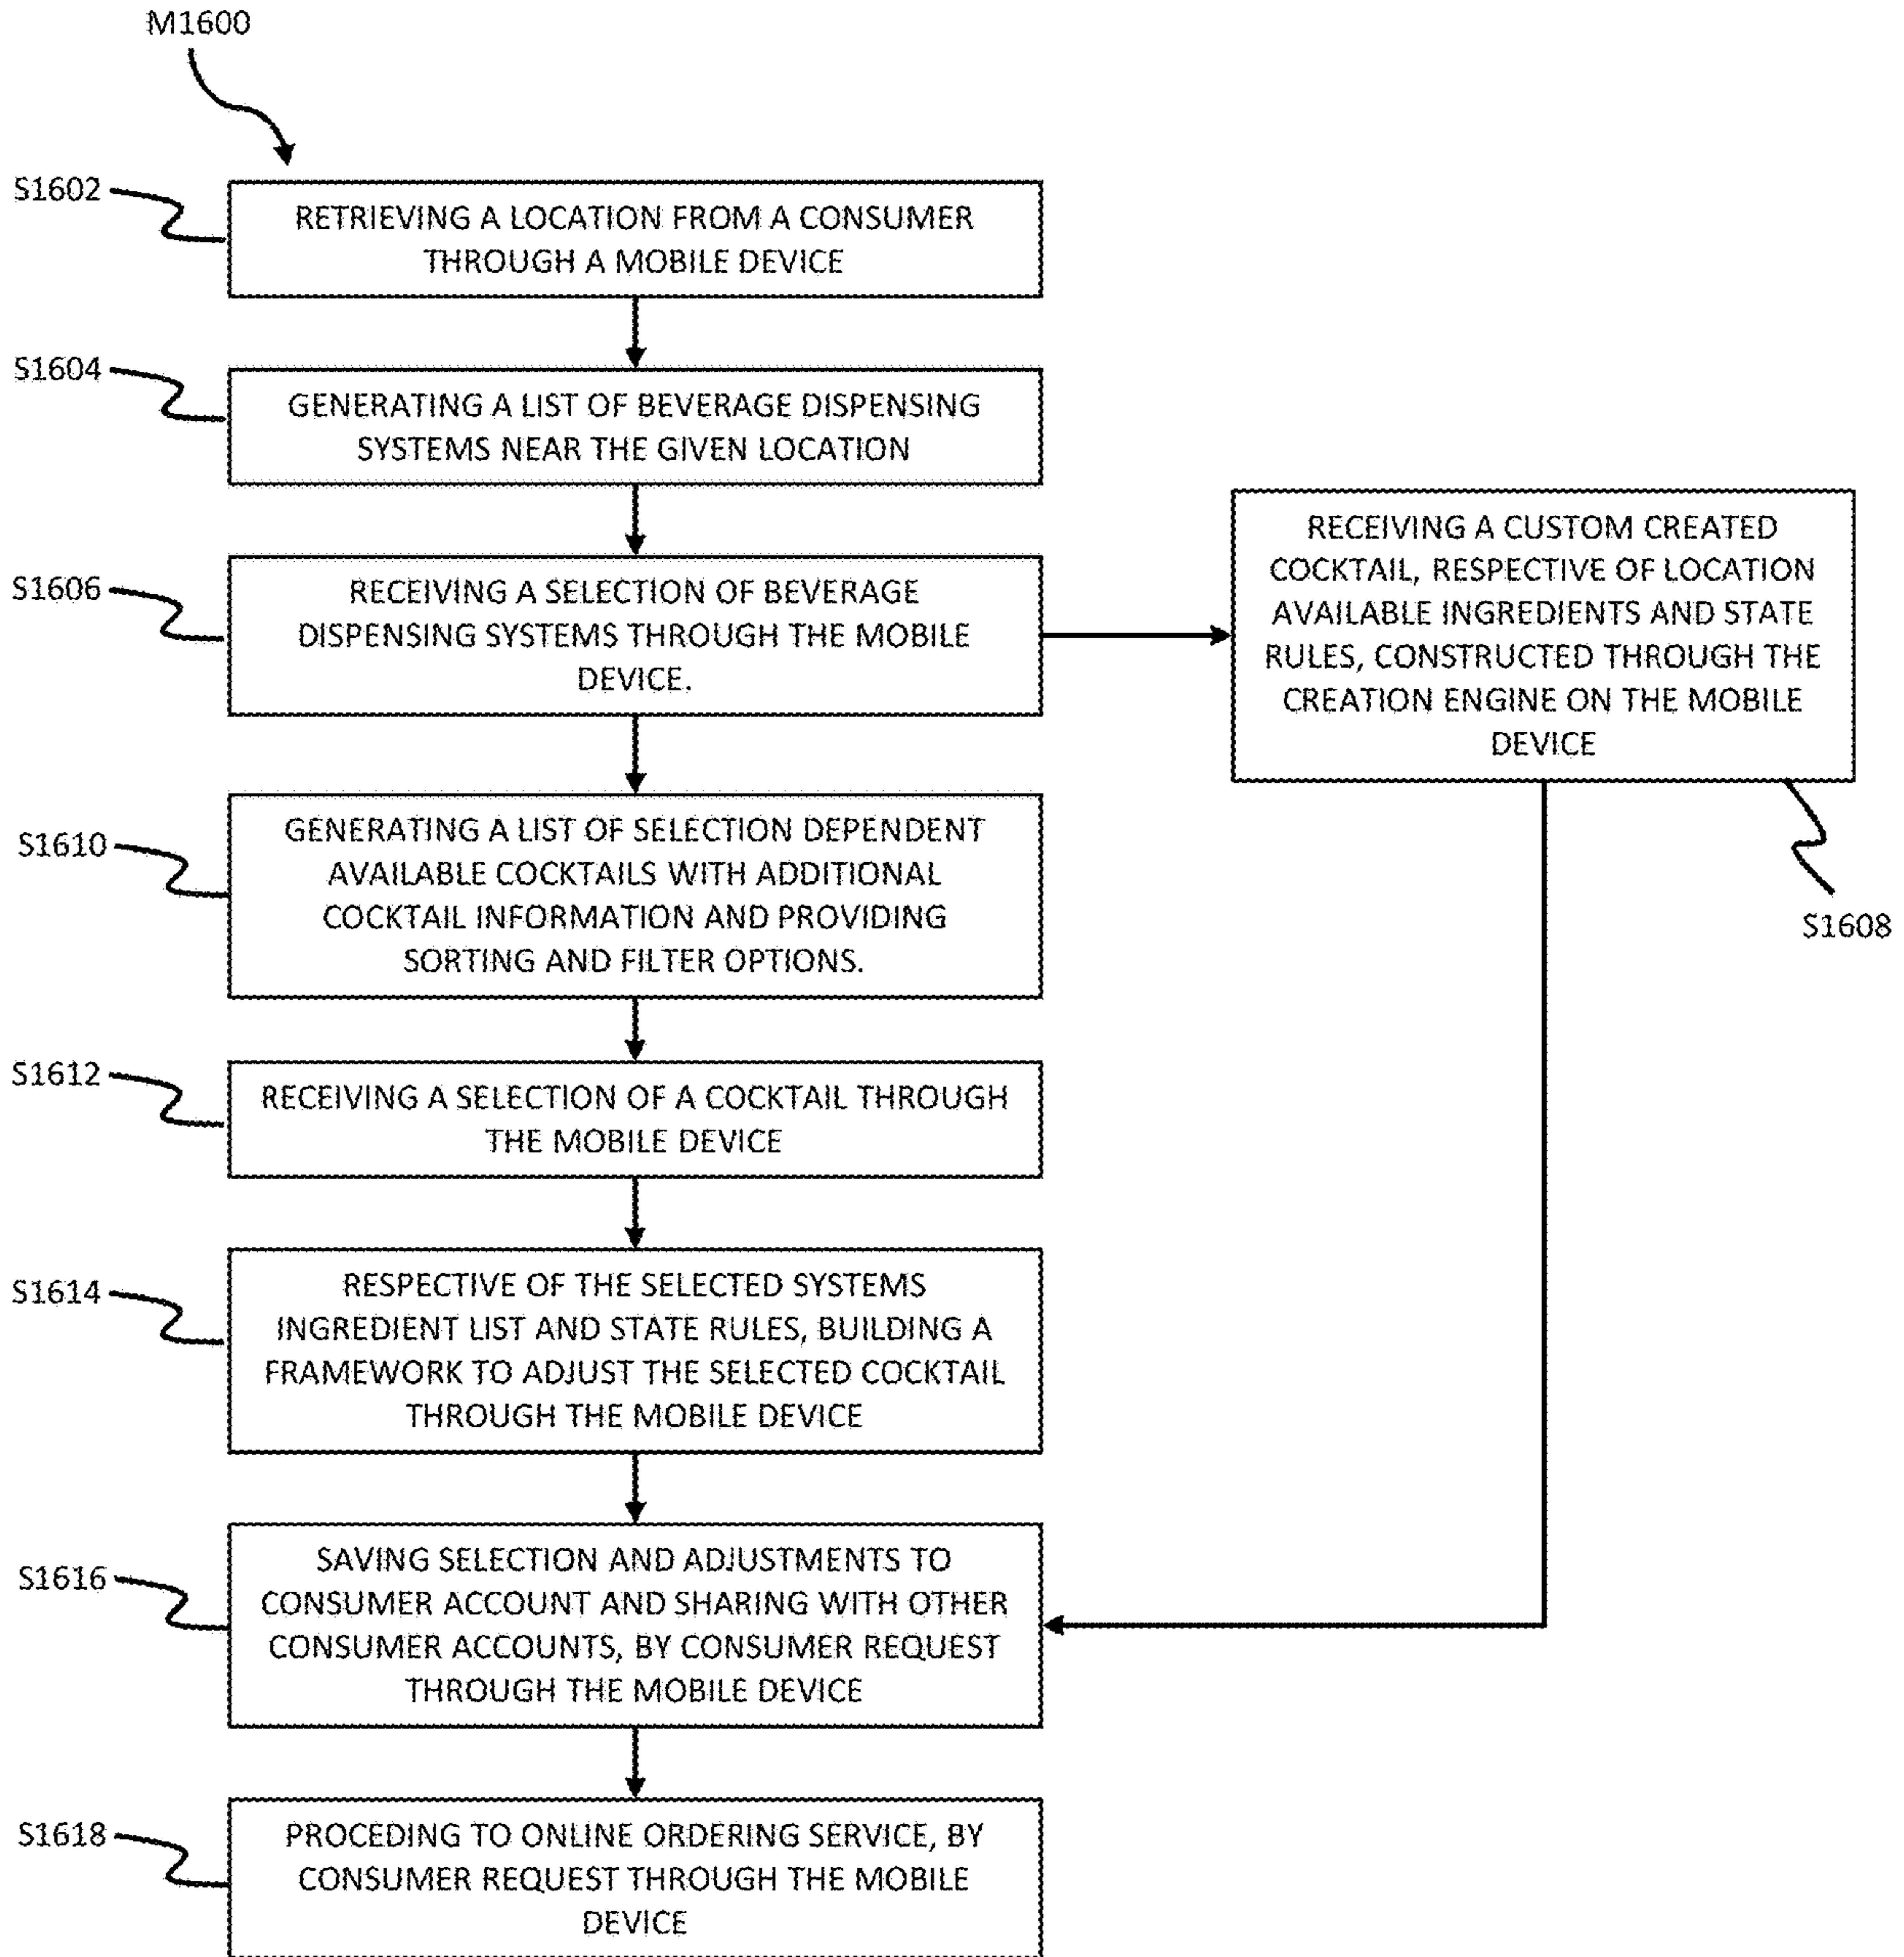 M1600
S1602
RETRIEVING A LOCATION FROM A CONSUMER
THROUGH A MOBILE DEVICE
S1604
GENERATING A LIST OF BEVERAGE DISPENSING
SYSTEMS NEAR THE GIVEN LOCATION
S1606
RECEIVING A SELECTION OF BEVERAGE
DISPENSING SYSTEMS THROUGH THE MOBILE
DEVICE.
RECEIVING A CUSTOM CREATED
COCKTAIL, RESPECTIVE OF LOCATION
AVAILABLE INGREDIENTS AND STATE
RULES, CONSTRUCTED THROUGH THE
CREATION ENGINE ON THE MOBILE
DEVICE
S1608
S1610
GENERATING A LIST OF SELECTION DEPENDENT
AVAILABLE COCKTAILS WITH ADDITIONAL
COCKTAIL INFORMATION AND PROVIDING
SORTING AND FILTER OPTIONS.
S1612
RECEIVING A SELECTION OF A COCKTAIL THROUGH
THE MOBILE DEVICE
S1614
RESPECTIVE OF THE SELECTED SYSTEMS
INGREDIENT LIST AND STATE RULES, BUILDING A
FRAMEWORK TO ADJUST THE SELECTED COCKTAIL
THROUGH THE MOBILE DEVICE
S1616
SAVING SELECTION AND ADJUSTMENTS TO
CONSUMER ACCOUNT AND SHARING WITH OTHER
CONSUMER ACCOUNTS, BY CONSUMER REQUEST
THROUGH THE MOBILE DEVICE
S1618
PROCEDING TO ONLINE ORDERING SERVICE, BY
CONSUMER REQUEST THROUGH THE MOBILE
DEVICE